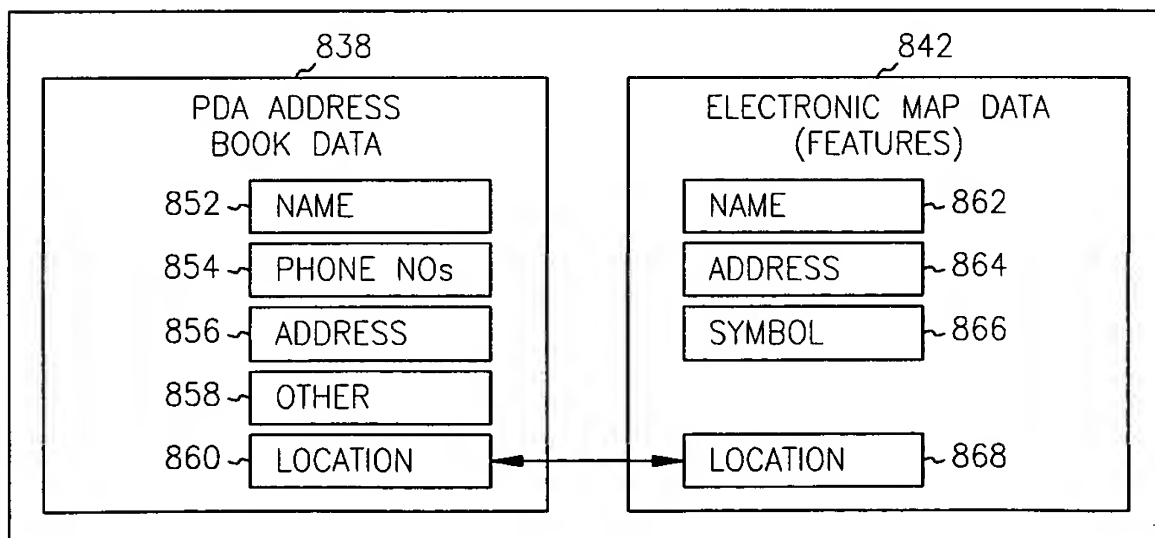 838
PDA ADDRESS
BOOK DATA
852 NAME
854 PHONE NOs
856 ADDRESS
858 OTHER
860 LOCATION
842
ELECTRONIC MAP DATA
(FEATURES)
NAME 862
ADDRESS 864
SYMBOL 866
LOCATION 868